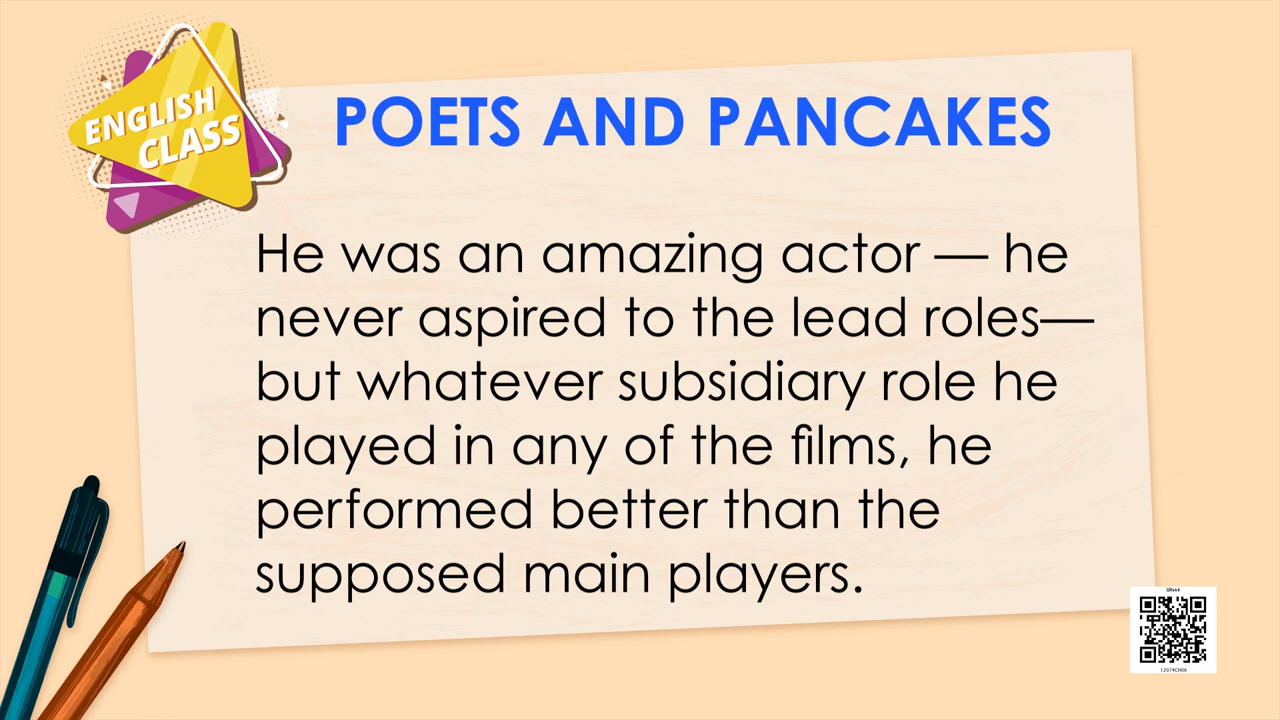 ENGLISH
CLASS
POETS AND PANCAKES
He was an amazing actor — he
never aspired to the lead roles—
but whatever subsidiary role he
played in any of the films, he
performed better than the
supposed main players.
12074CH06